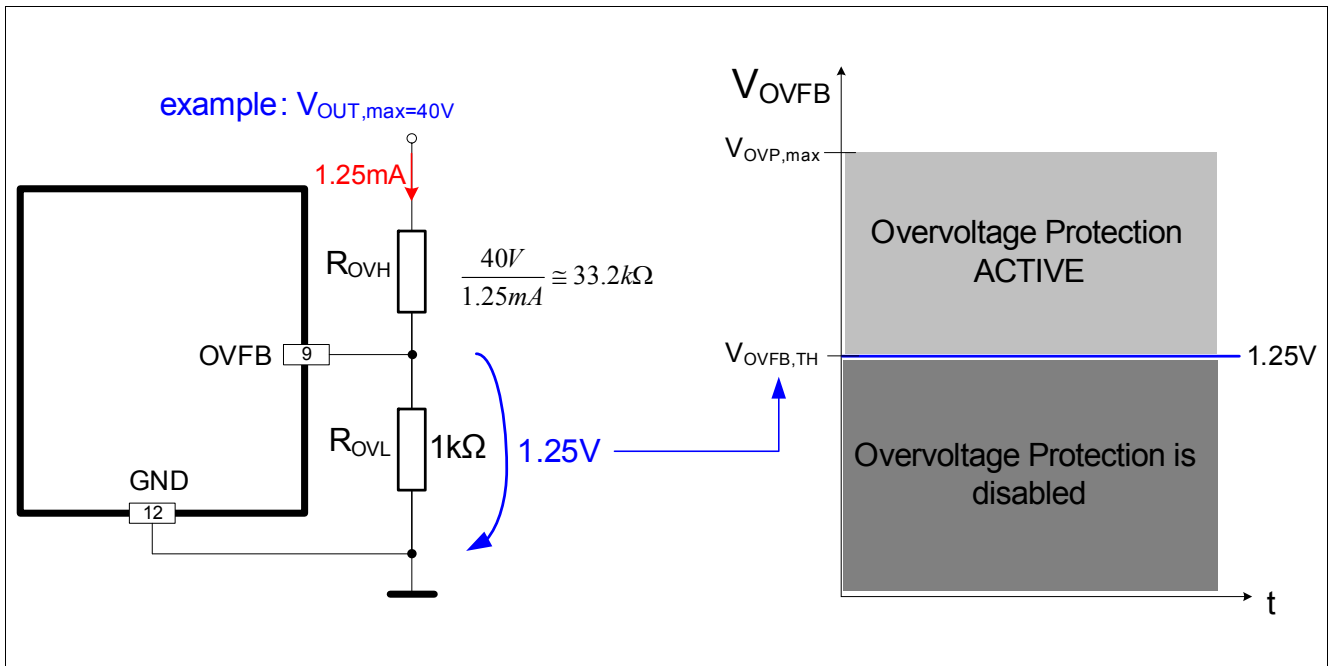 example: VOUT,max=40V
1.25mA
ROVH
40V
1.25mA
≅ 33.2kΩ
OVFB
9
ROVL
1kΩ
1.25V
GND
12
VOVFB
VOVP,max
Overvoltage Protection
ACTIVE
VOVFB,TH
1.25V
Overvoltage Protection is
disabled
t